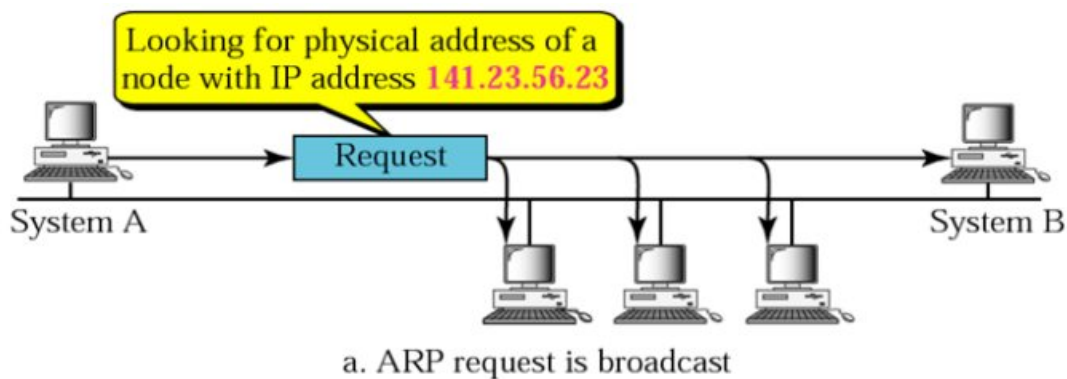 Looking for physical address of a
node with IP address 141.23.56.23
Request
System A
System B
a. ARP request is broadcast